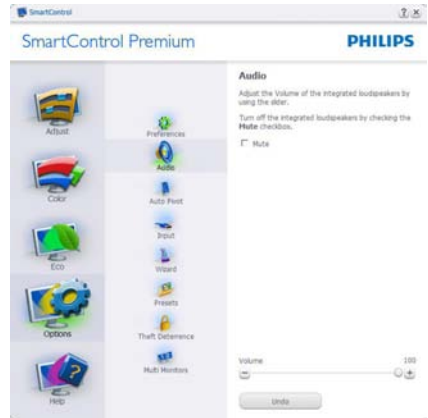 SmartControl
SmartControl Premium
PHILIPS
Adjust
Color
Eco
Options
Help
Preferences
Audio
Auto Pivot
Input
Wizard
Presets
Theft Deterrence
Multi Monitors
Audio
Adjust the Volume of the integrated loudspeakers by
using the slider.
Turn off the integrated loudspeakers by checking the
Mute checkbox.
Mute
Volume 100
Undo